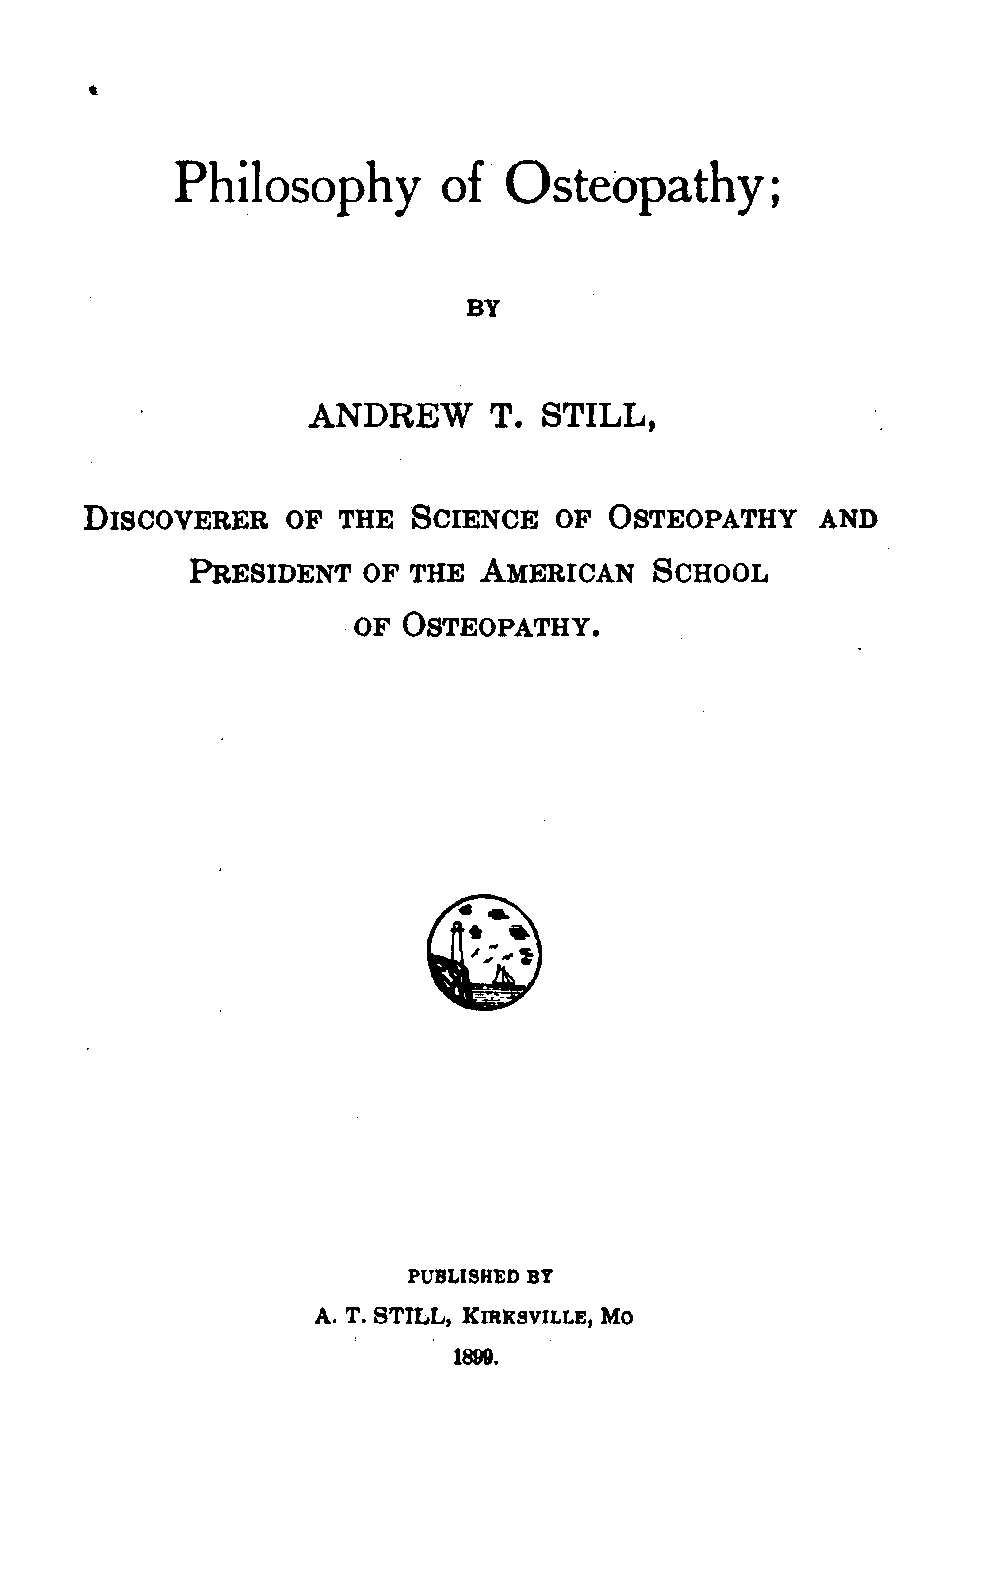 Philosophy of Osteopathy;
BY
ANDREW T. STILL,
DISCOVERER OF THE SCIENCE OF OSTEOPATHY AND
PRESIDENT OF THE AMERICAN SCHOOL
OF OSTEOPATHY.
PUBLISHED BY
A. T. STILL, KIRKSVILLE, MO
1899.